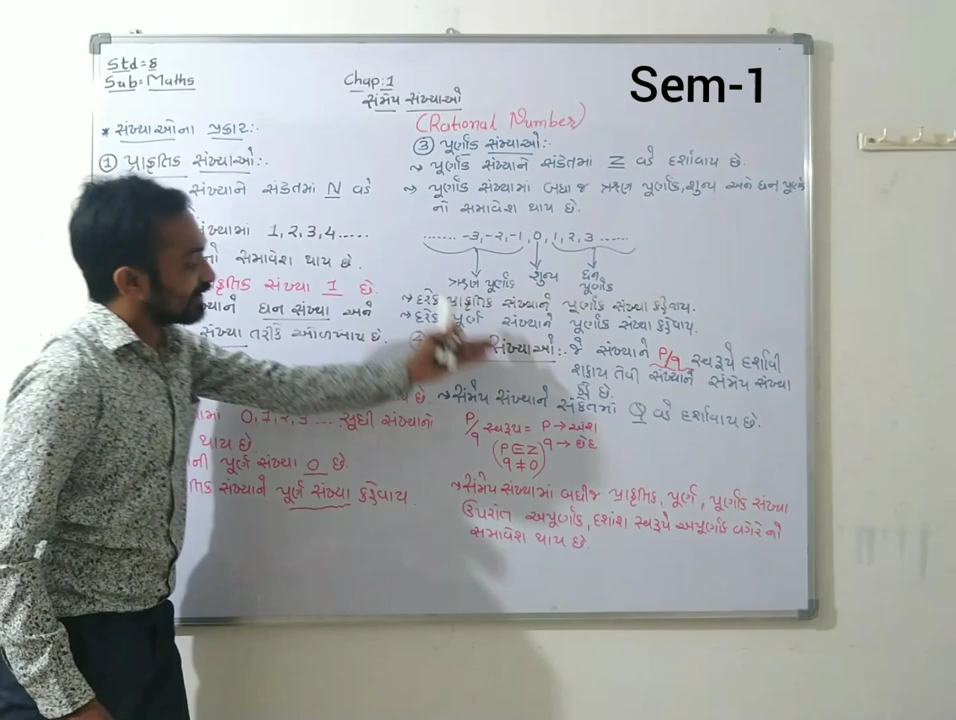 Std = 8
Sub = Maths
Chap:1
સંમેય સંખ્યાઓ
Sem-1
* સંખ્યાઓના પ્રકાર:-
① પ્રાકૃતિક સંખ્યાઓ:-
સંખ્યાને સંકેતમાં N વડે
1, 2, 3, 4.....
નો સમાવેશ થાય છે.
સંખ્યા 1 છે.
ધન સંખ્યા અને
સંખ્યા તરીકે ઓળખાય છે.
છે.
0, 1, 2, 3 .... સુધી સંખ્યાનો
થાય છે
ની પૂર્ણ સંખ્યા 0 છે.
સંખ્યાને પૂર્ણ સંખ્યા કહેવાય
(Rational Number)
③ પૂર્ણાંક સંખ્યાઓ:-
~ પૂર્ણાંક સંખ્યાને સંકેતમાં Z વડે દર્શાવાય છે.
~ પૂર્ણાંક સંખ્યામાં બધા જ ઋણ પૂર્ણાંક, શુન્ય અને ધન પૂર્ણાંક
નો સમાવેશ થાય છે.
....... -3, -2, -1, 0, 1, 2, 3 ......
ઋણ પૂર્ણાંક શુન્ય ધન પૂર્ણાંક
~ દરેક પ્રાકૃતિક સંખ્યાને પૂર્ણાંક સંખ્યા કહેવાય.
~ દરેક પૂર્ણ સંખ્યાને પૂર્ણાંક સંખ્યા કહેવાય.
સંખ્યાઓ:- જે સંખ્યાને P/q સ્વરૂપે દર્શાવી
શકાય તેવી સંખ્યાને સંમેય સંખ્યા
કહે છે.
~ સંમેય સંખ્યાને સંકેતમાં Q વડે દર્શાવાય છે.
P/q સ્વરૂપ = P → અંશ
q → છેદ
(P ∈ Z
q ≠ 0)
~ સંમેય સંખ્યામાં બધીજ પ્રાકૃતિક, પૂર્ણ, પૂર્ણાંક સંખ્યા
ઉપરાંત અપૂર્ણાંક, દશાંશ સ્વરૂપે અપૂર્ણાંક વગેરે નો
સમાવેશ થાય છે.